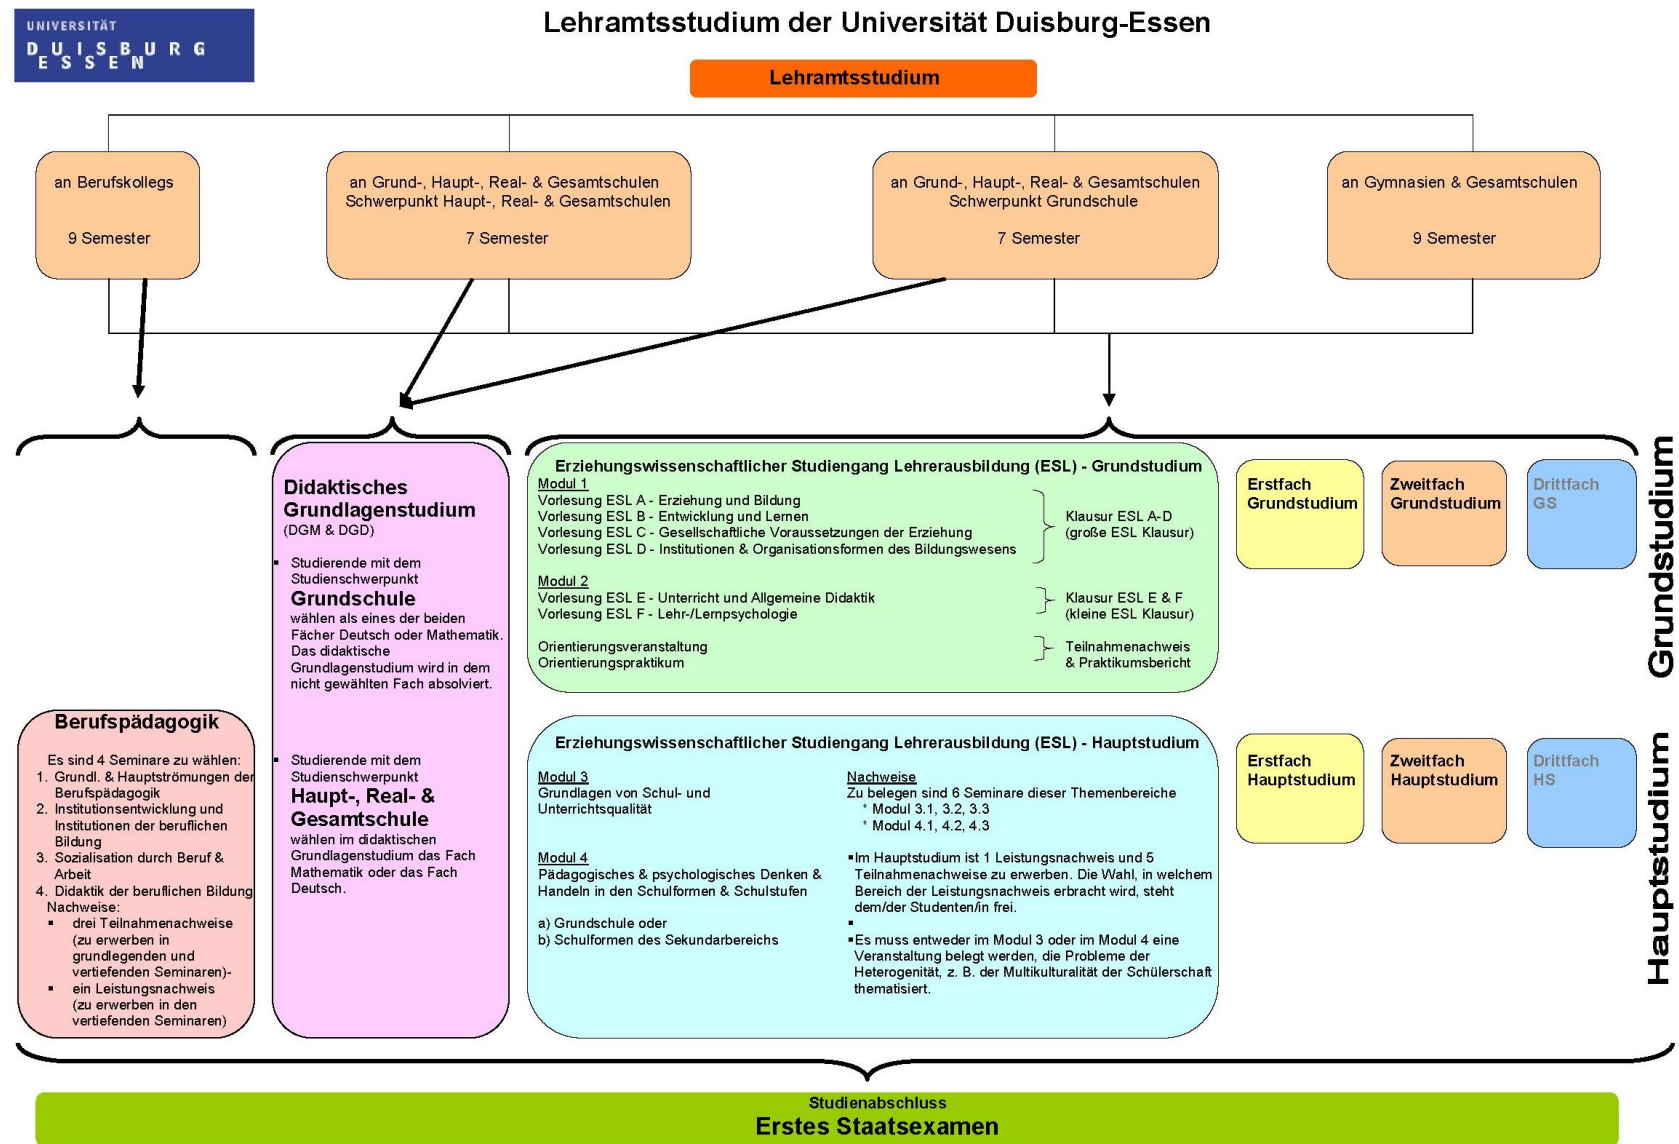 UNIVERSITÄT
DUISBURG
ESSEN
Lehramtsstudium der Universität Duisburg-Essen
Lehramtsstudium
an Berufskollegs
9 Semester
an Grund-, Haupt-, Real- & Gesamtschulen
Schwerpunkt Haupt-, Real- & Gesamtschulen
7 Semester
an Grund-, Haupt-, Real- & Gesamtschulen
Schwerpunkt Grundschule
7 Semester
an Gymnasien & Gesamtschulen
9 Semester
Didaktisches
Grundlagenstudium
(DGM & DGD)
▪ Studierende mit dem
Studienschwerpunkt
Grundschule
wählen als eines der beiden
Fächer Deutsch oder Mathematik.
Das didaktische
Grundlagenstudium wird in dem
nicht gewählten Fach absolviert.
▪ Studierende mit dem
Studienschwerpunkt
Haupt-, Real- &
Gesamtschule
wählen im didaktischen
Grundlagenstudium das Fach
Mathematik oder das Fach
Deutsch.
Erziehungswissenschaftlicher Studiengang Lehrerausbildung (ESL) - Grundstudium
Modul 1
Vorlesung ESL A - Erziehung und Bildung
Vorlesung ESL B - Entwicklung und Lernen
Vorlesung ESL C - Gesellschaftliche Voraussetzungen der Erziehung
Vorlesung ESL D - Institutionen & Organisationsformen des Bildungswesens
Klausur ESL A-D
(große ESL Klausur)
Modul 2
Vorlesung ESL E - Unterricht und Allgemeine Didaktik
Vorlesung ESL F - Lehr-/Lernpsychologie
Klausur ESL E & F
(kleine ESL Klausur)
Orientierungsveranstaltung
Orientierungspraktikum
Teilnahmenachweis
& Praktikumsbericht
Erstfach
Grundstudium
Zweitfach
Grundstudium
Drittfach
GS
Grundstudium
Berufspädagogik
Es sind 4 Seminare zu wählen:
1. Grundl. & Hauptströmungen der
Berufspädagogik
2. Institutionsentwicklung und
Institutionen der beruflichen
Bildung
3. Sozialisation durch Beruf &
Arbeit
4. Didaktik der beruflichen Bildung
Nachweise:
▪ drei Teilnahmenachweise
(zu erwerben in
grundlegenden und
vertiefenden Seminaren)-
▪ ein Leistungsnachweis
(zu erwerben in den
vertiefenden Seminaren)
Erziehungswissenschaftlicher Studiengang Lehrerausbildung (ESL) - Hauptstudium
Modul 3
Grundlagen von Schul- und
Unterrichtsqualität
Modul 4
Pädagogisches & psychologisches Denken &
Handeln in den Schulformen & Schulstufen
a) Grundschule oder
b) Schulformen des Sekundarbereichs
Nachweise
Zu belegen sind 6 Seminare dieser Themenbereiche
* Modul 3.1, 3.2, 3.3
* Modul 4.1, 4.2, 4.3
▪Im Hauptstudium ist 1 Leistungsnachweis und 5
Teilnahmenachweise zu erwerben. Die Wahl, in welchem
Bereich der Leistungsnachweis erbracht wird, steht
dem/der Studenten/in frei.
▪
▪Es muss entweder im Modul 3 oder im Modul 4 eine
Veranstaltung belegt werden, die Probleme der
Heterogenität, z. B. der Multikulturalität der Schülerschaft
thematisiert.
Erstfach
Hauptstudium
Zweitfach
Hauptstudium
Drittfach
HS
Hauptstudium
Studienabschluss
Erstes Staatsexamen